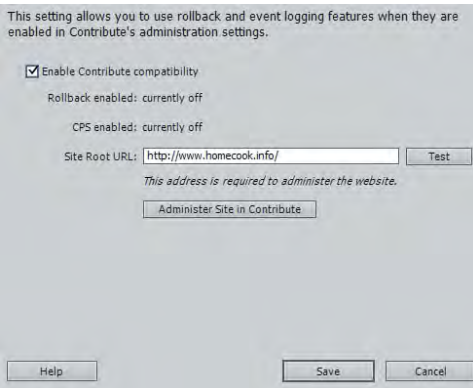 This setting allows you to use rollback and event logging features when they are
enabled in Contribute's administration settings.
Enable Contribute compatibility
Rollback enabled: currently off
CPS enabled: currently off
Site Root URL: http://www.homecook.info/ Test
This address is required to administer the website.
Administer Site in Contribute
Help Save Cancel